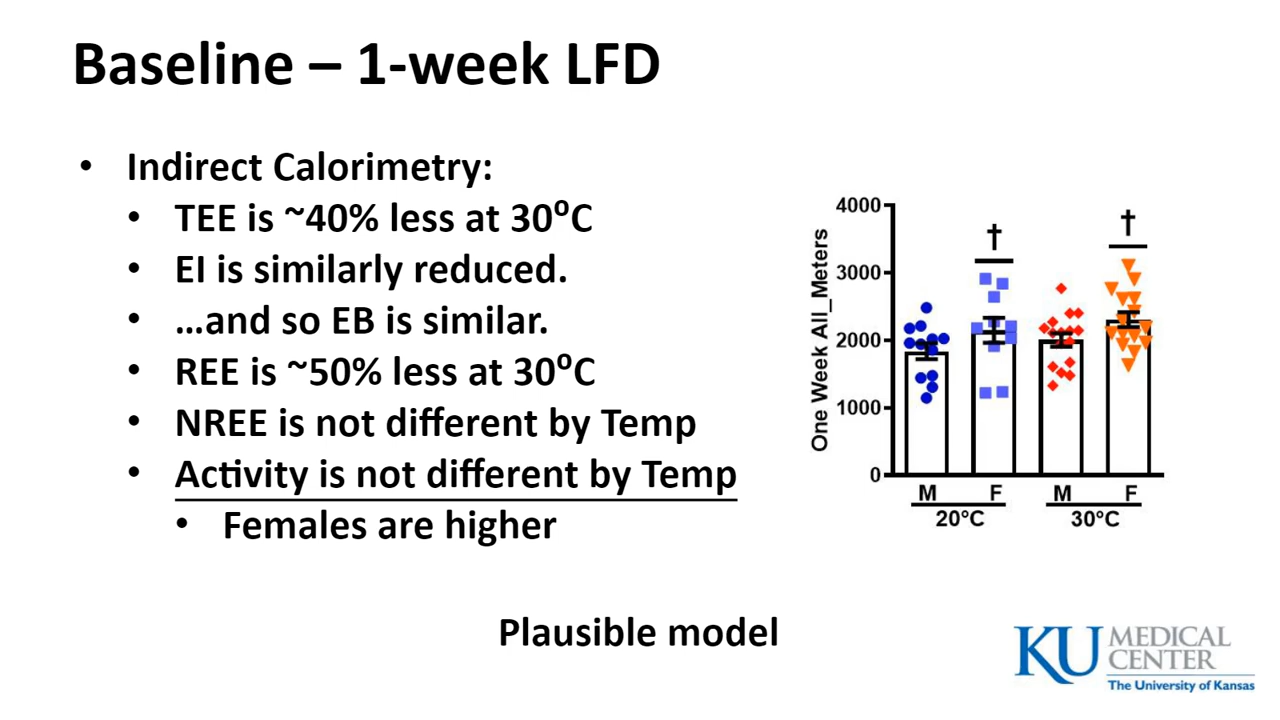 Baseline – 1-week LFD
• Indirect Calorimetry:
• TEE is ~40% less at 30⁰C
• EI is similarly reduced.
• …and so EB is similar.
• REE is ~50% less at 30⁰C
• NREE is not different by Temp
• Activity is not different by Temp
• Females are higher
One Week All_Meters
4000
3000
2000
1000
0
† †
M F M F
20°C 30°C
Plausible model
KU MEDICAL CENTER
The University of Kansas